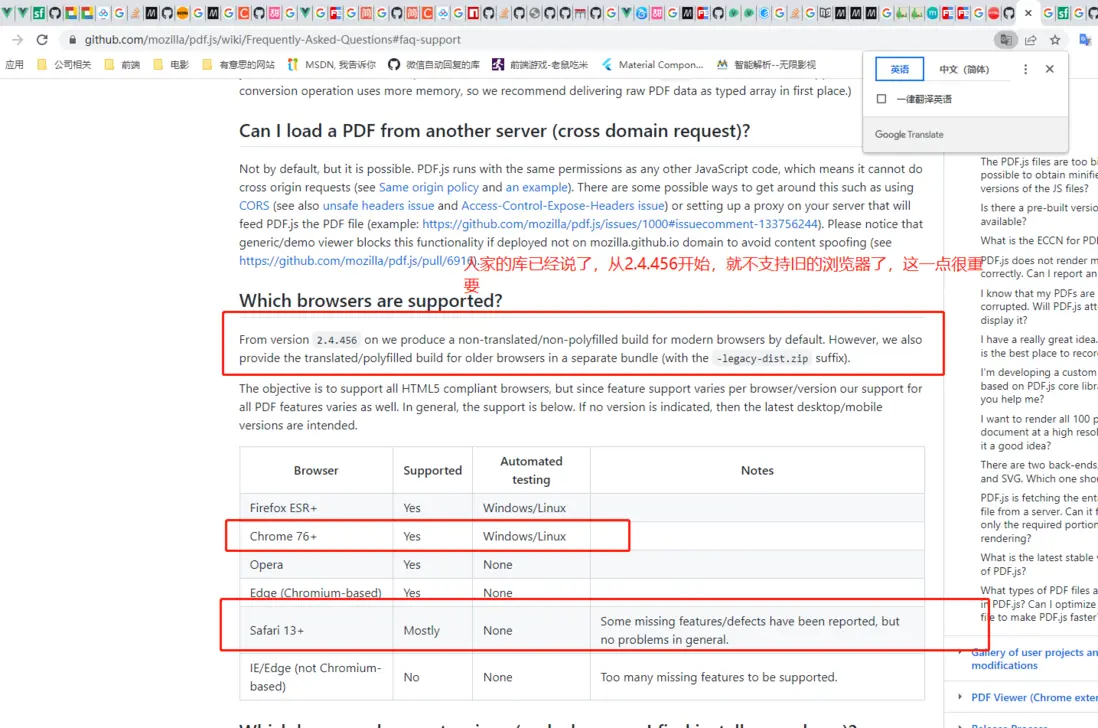 github.com/mozilla/pdf.js/wiki/Frequently-Asked-Questions#faq-support
应用 公司相关 前端 电影 有意思的网站 MSDN, 我告诉你 微信自动回复的库 前端游戏-老鼠吃米 Material Compon... 智能解析--无限影视
英语 中文（简体）
一律翻译英语
Google Translate
conversion operation uses more memory, so we recommend delivering raw PDF data as typed array in first place.)
Can I load a PDF from another server (cross domain request)?
Not by default, but it is possible. PDF.js runs with the same permissions as any other JavaScript code, which means it cannot do
cross origin requests (see Same origin policy and an example). There are some possible ways to get around this such as using
CORS (see also unsafe headers issue and Access-Control-Expose-Headers issue) or setting up a proxy on your server that will
feed PDF.js the PDF file (example: https://github.com/mozilla/pdf.js/issues/1000#issuecomment-133756244). Please notice that
generic/demo viewer blocks this functionality if deployed not on mozilla.github.io domain to avoid content spoofing (see
https://github.com/mozilla/pdf.js/pull/6916).
人家的库已经说了，从2.4.456开始，就不支持旧的浏览器了，这一点很重
要
Which browsers are supported?
From version 2.4.456 on we produce a non-translated/non-polyfilled build for modern browsers by default. However, we also
provide the translated/polyfilled build for older browsers in a separate bundle (with the -legacy-dist.zip suffix).
The objective is to support all HTML5 compliant browsers, but since feature support varies per browser/version our support for
all PDF features varies as well. In general, the support is below. If no version is indicated, then the latest desktop/mobile
versions are intended.
Browser Supported Automated testing Notes
Firefox ESR+ Yes Windows/Linux
Chrome 76+ Yes Windows/Linux
Opera Yes None
Edge (Chromium-based) Yes None
Safari 13+ Mostly None Some missing features/defects have been reported, but
no problems in general.
IE/Edge (not Chromium-
based) No None Too many missing features to be supported.
The PDF.js files are too bi
possible to obtain minifie
versions of the JS files?
Is there a pre-built versio
available?
What is the ECCN for PDF
PDF.js does not render m
correctly. Can I report an
I know that my PDFs are
corrupted. Will PDF.js att
display it?
I have a really great idea.
is the best place to recor
I'm developing a custom
based on PDF.js core libr
you help me?
I want to render all 100 p
document at a high resol
it a good idea?
There are two back-ends
and SVG. Which one sho
PDF.js is fetching the ent
file from a server. Can it f
only the required portion
rendering?
What is the latest stable v
of PDF.js?
What types of PDF files a
in PDF.js? Can I optimize
file to make PDF.js faster?
Gallery of user projects an
modifications
PDF Viewer (Chrome exter